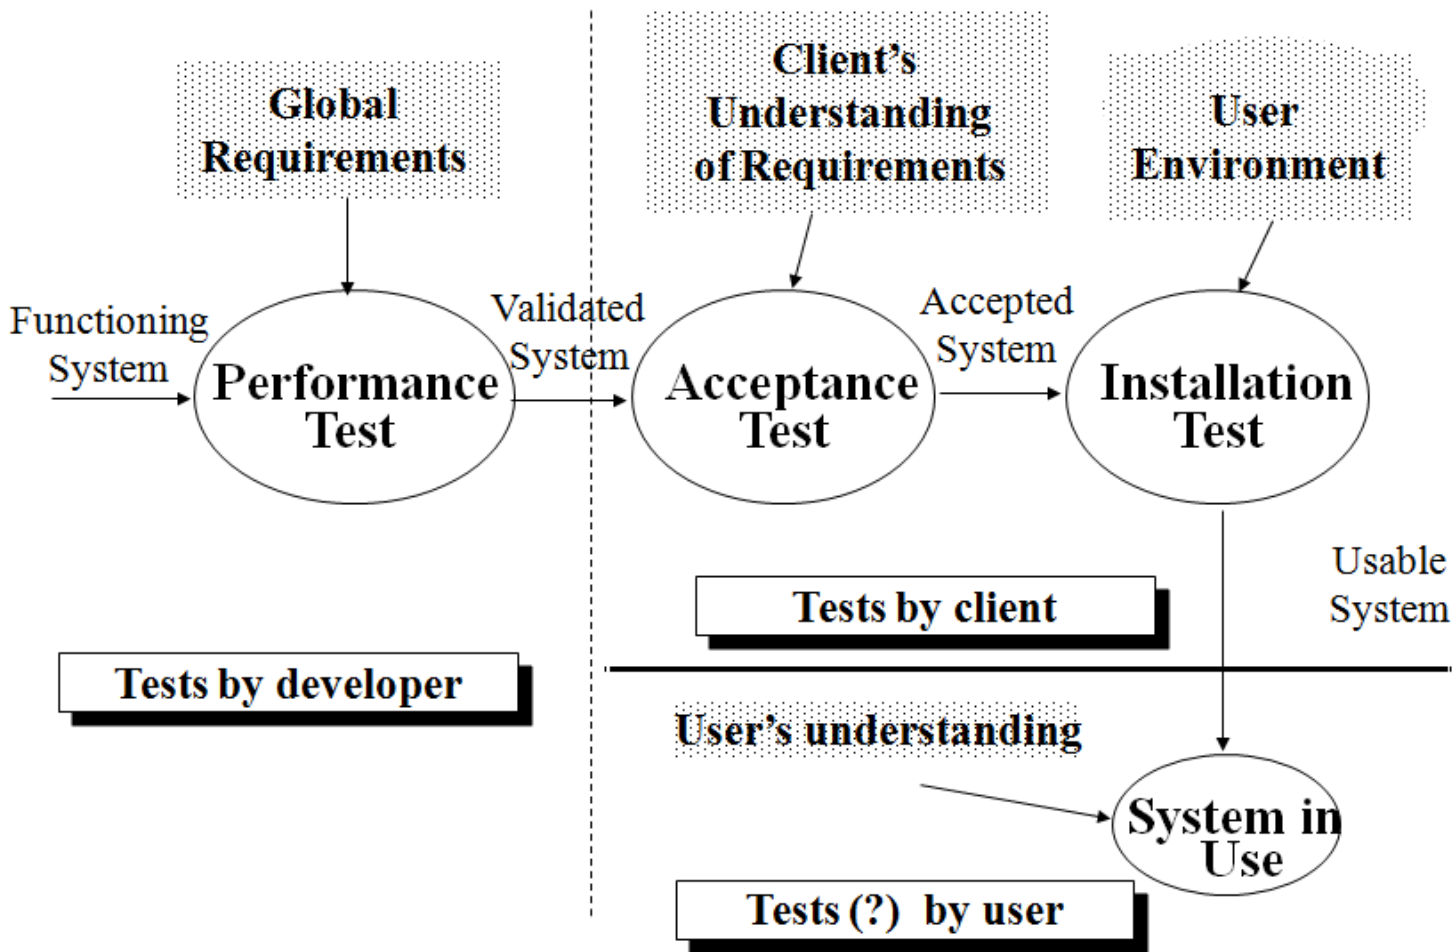 Global
Requirements
Client's
Understanding
of Requirements
User
Environment
Functioning
System
Performance
Test
Validated
System
Acceptance
Test
Accepted
System
Installation
Test
Usable
System
Tests by client
Tests by developer
User's understanding
System in
Use
Tests (?) by user